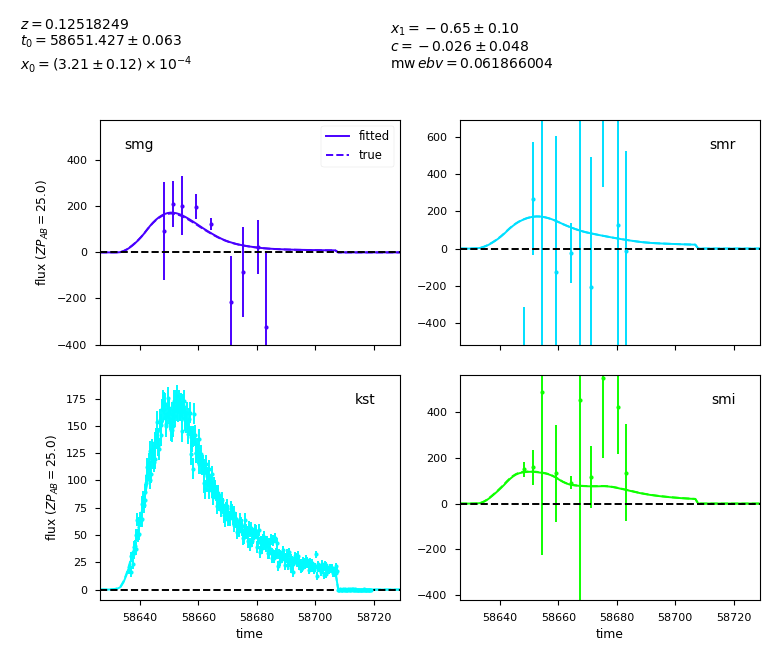 z = 0.12518249
t₀ = 58651.427 ± 0.063
x₀ = (3.21 ± 0.12) × 10⁻⁴
x₁ = −0.65 ± 0.10
c = −0.026 ± 0.048
mw ebv = 0.061866004
smg
fitted
true
400
200
0
−200
−400
flux (ZP_AB = 25.0)
smr
600
400
200
0
−200
−400
kst
175
150
125
100
75
50
25
0
flux (ZP_AB = 25.0)
58640 58660 58680 58700 58720
time
smi
400
200
0
−200
−400
58640 58660 58680 58700 58720
time